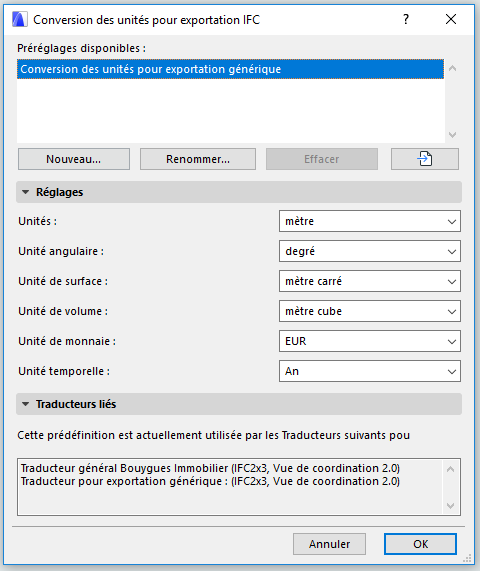 Conversion des unités pour exportation IFC
?
Préréglages disponibles :
Conversion des unités pour exportation générique
Nouveau...
Renommer...
Effacer
Réglages
Unités :
mètre
Unité angulaire :
degré
Unité de surface :
mètre carré
Unité de volume :
mètre cube
Unité de monnaie :
EUR
Unité temporelle :
An
Traducteurs liés
Cette prédéfinition est actuellement utilisée par les Traducteurs suivants pou
Traducteur général Bouygues Immobilier (IFC2x3, Vue de coordination 2.0)
Traducteur pour exportation générique : (IFC2x3, Vue de coordination 2.0)
Annuler
OK